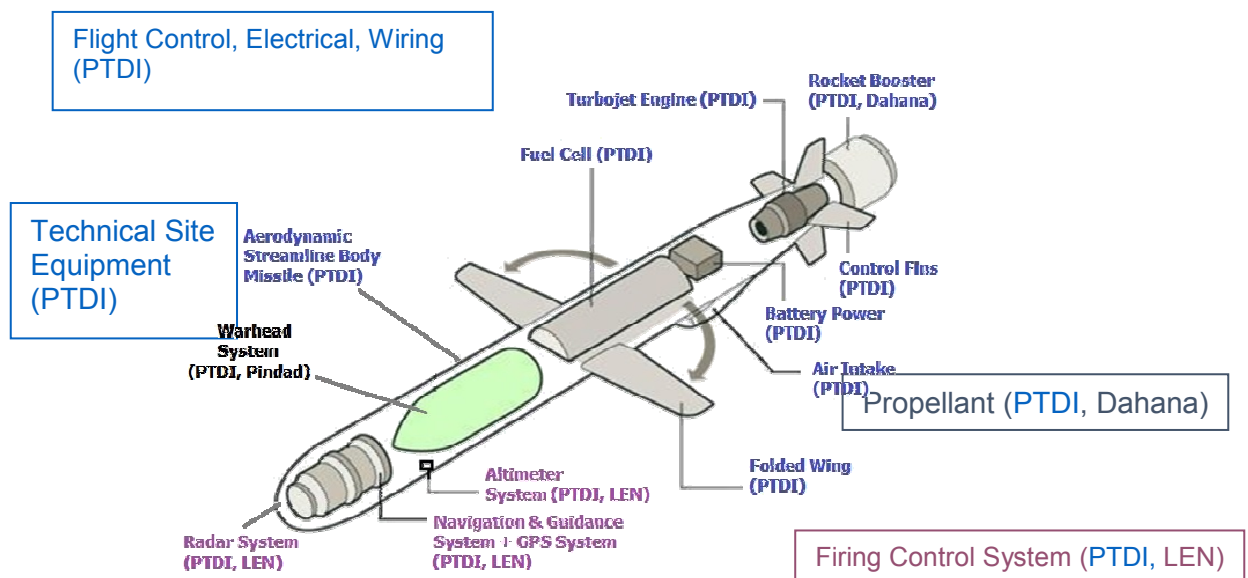 Flight Control, Electrical, Wiring
(PTDI)
Rocket Booster
(PTDI, Dahana)
Turbojet Engine (PTDI)
Fuel Cell (PTDI)
Technical Site
Equipment
(PTDI)
Aerodynamic
Streamline Body
Missile (PTDI)
Control Fins
(PTDI)
Battery Power
(PTDI)
Warhead
System
(PTDI, Pindad)
Air Intake
(PTDI)
Propellant (PTDI, Dahana)
Folded Wing
(PTDI)
Altimeter
System (PTDI, LEN)
Navigation & Guidance
System + GPS System
(PTDI, LEN)
Radar System
(PTDI, LEN)
Firing Control System (PTDI, LEN)